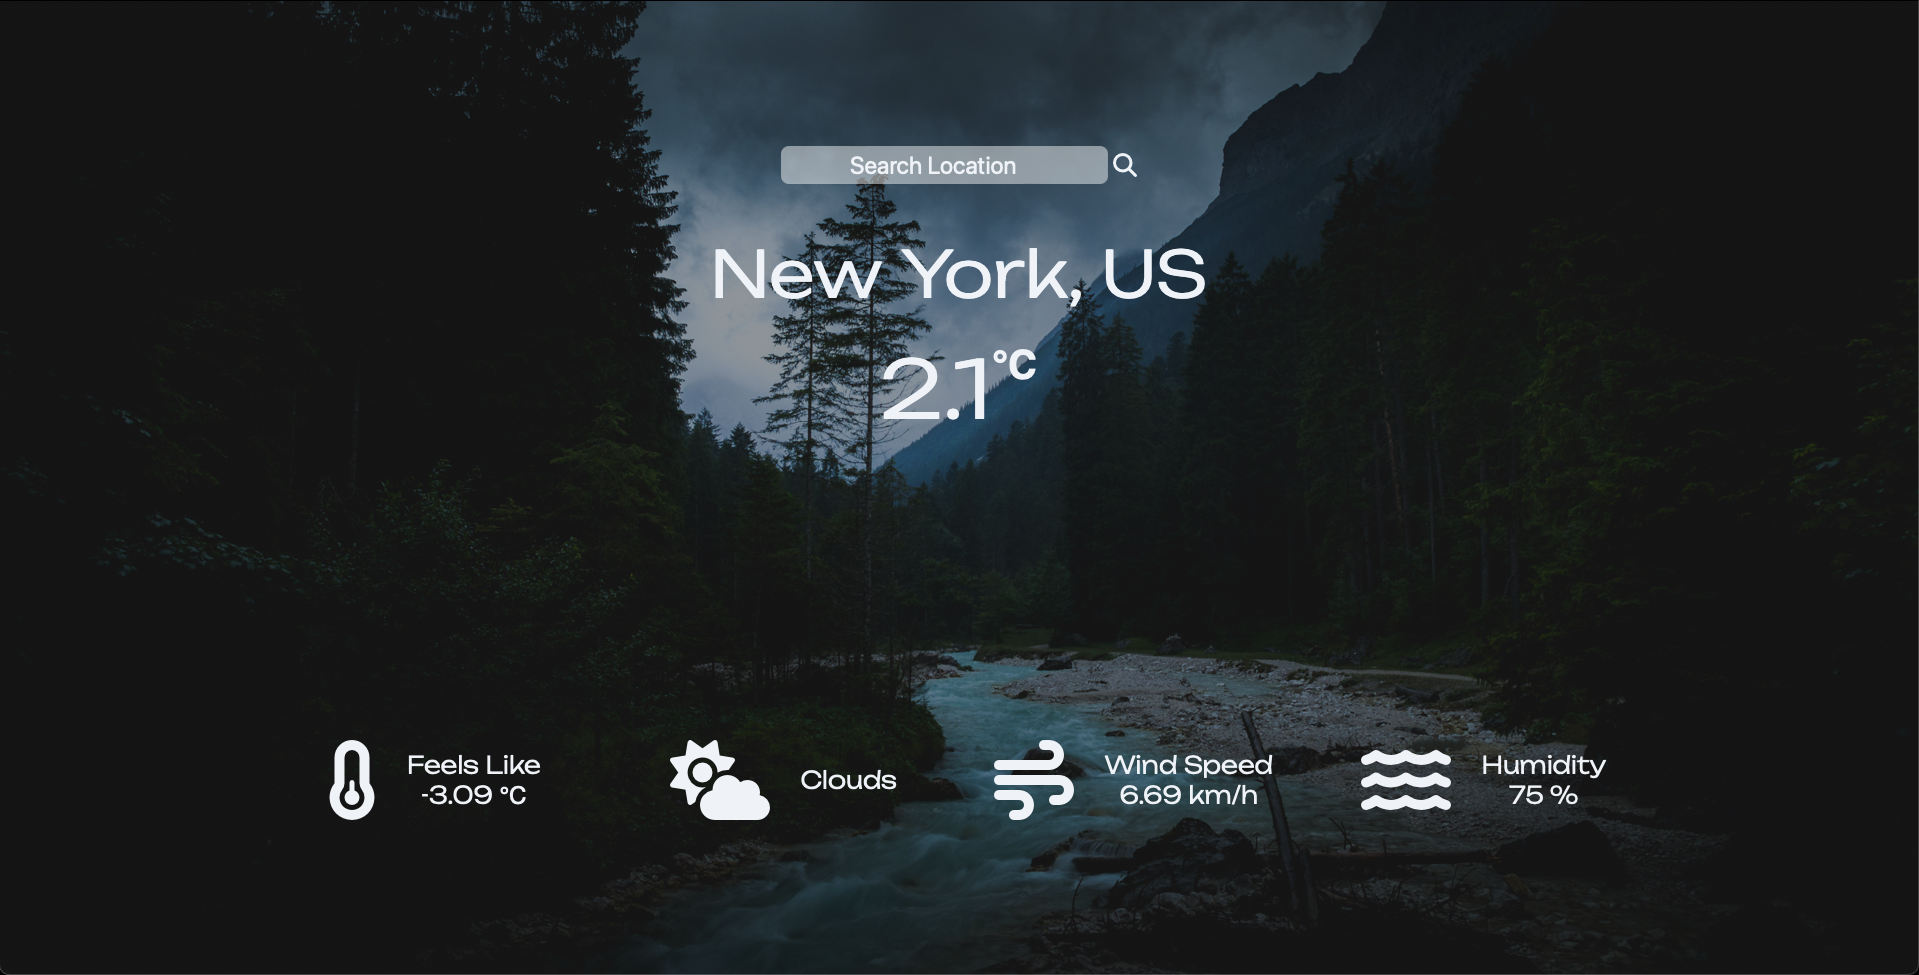 Search Location
New York, US
2.1°C
Feels Like
-3.09 °C
Clouds
Wind Speed
6.69 km/h
Humidity
75 %